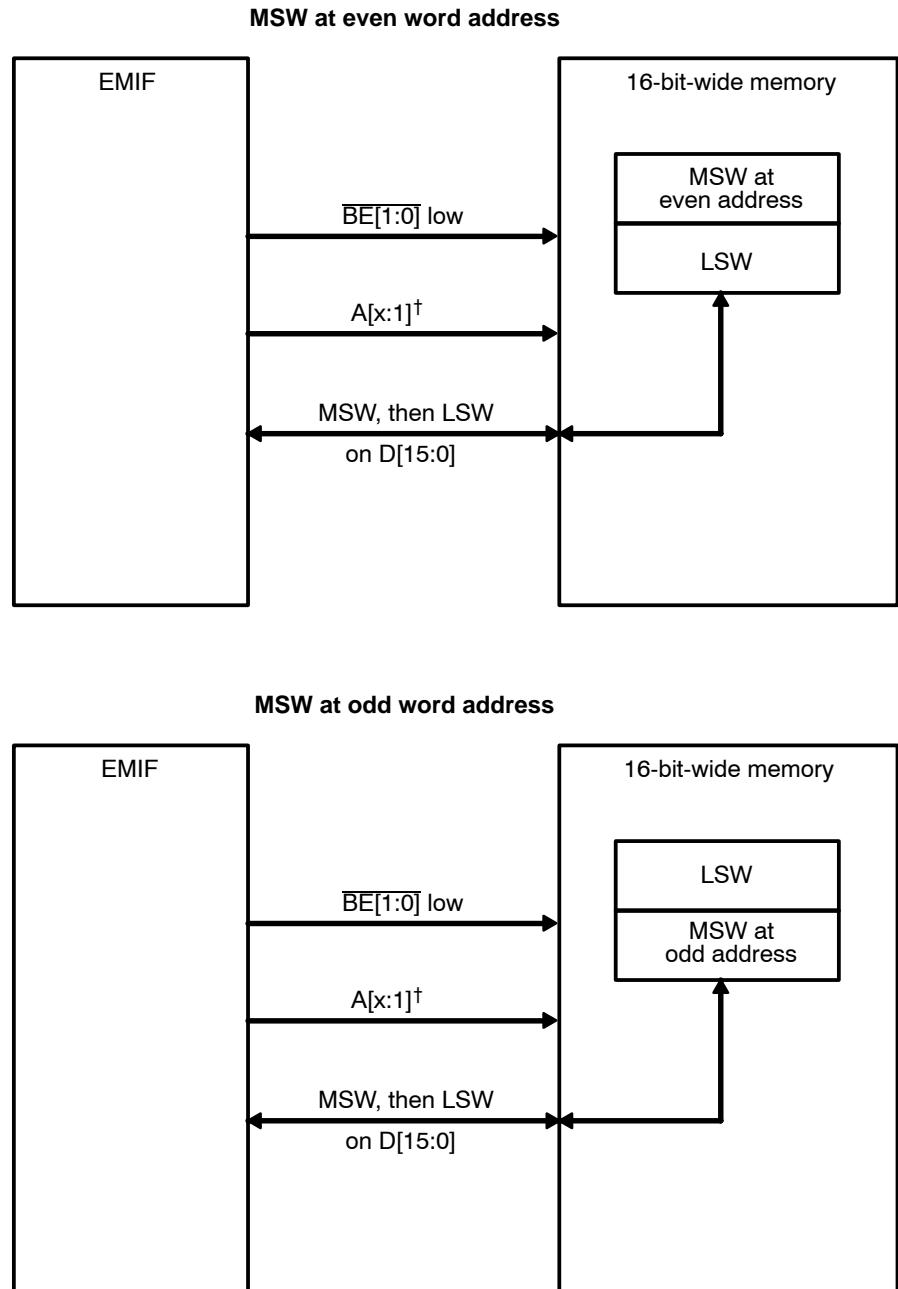 MSW at even word address
EMIF
16-bit-wide memory
MSW at
even address
BE[1:0] low
LSW
A[x:1]†
MSW, then LSW
on D[15:0]
MSW at odd word address
EMIF
16-bit-wide memory
LSW
BE[1:0] low
MSW at
odd address
A[x:1]†
MSW, then LSW
on D[15:0]